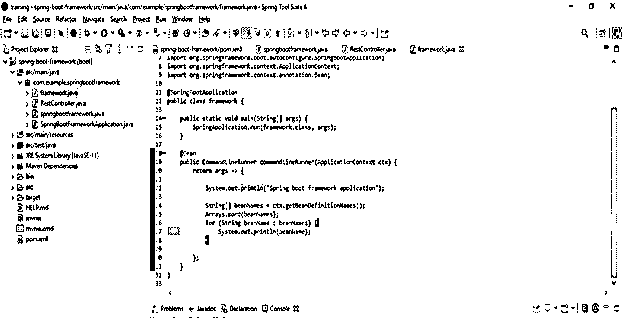 training - spring-boot-framework/src/main/java/com/example/springbootframework/framework.java - Spring Tool Suite 4
File Edit Source Refactor Navigate Search Project Run Window Help
Project Explorer
spring-boot-framework/pom.xml
springbootframework.java
RestController.java
framework.java
spring-boot-framework
src/main/java
com.example.springbootframework
framework.java
RestController.java
springbootframework.java
SpringbootFrameworkApplication.java
src/main/resources
src/test/java
JRE System Library
Maven Dependencies
bin
src
target
HELP.md
mvnw
mvnw.cmd
pom.xml
import org.springframework.boot.autoconfigure.SpringBootApplication;
import org.springframework.context.ApplicationContext;
import org.springframework.context.annotation.Bean;
@SpringBootApplication
public class framework {
public static void main(String[] args) {
SpringApplication.run(framework.class, args);
}
@Bean
public CommandLineRunner commandLineRunner(ApplicationContext ctx) {
return args -> {
System.out.println("Spring boot framework application");
String[] beanNames = ctx.getBeanDefinitionNames();
Arrays.sort(beanNames);
for (String beanName : beanNames) {
System.out.println(beanName);
}
};
}
}
Problems Javadoc Declaration Console